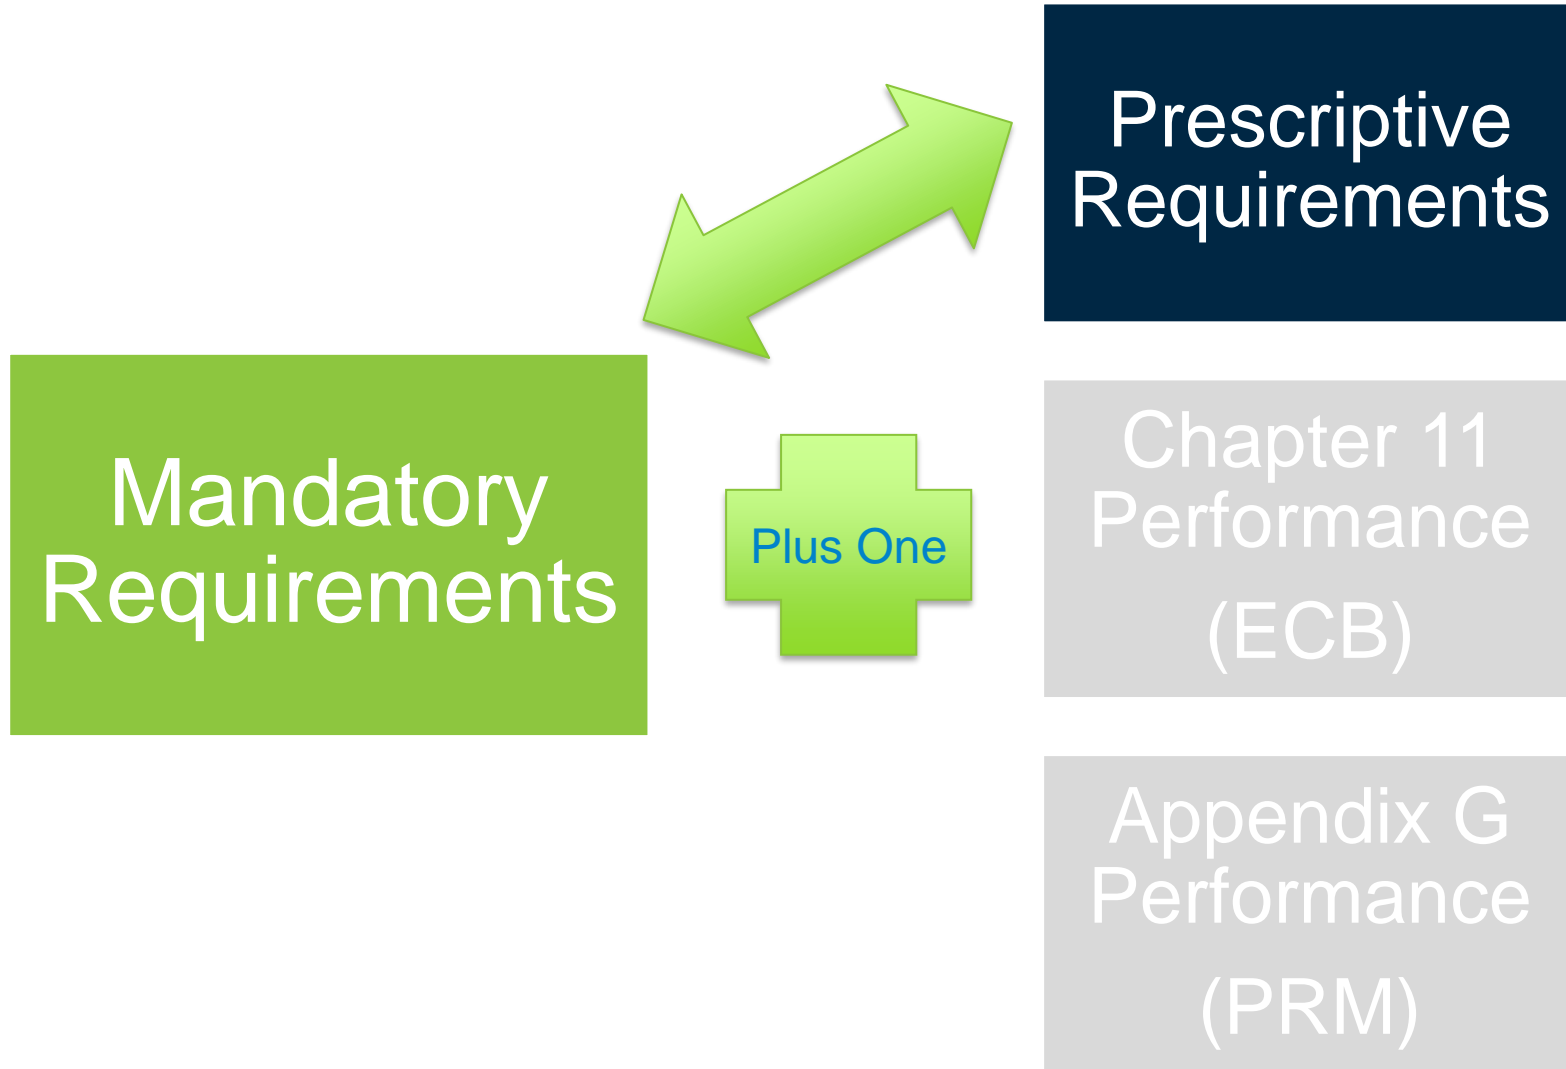 Prescriptive
Requirements
Mandatory
Requirements
Plus One
Chapter 11
Performance
(ECB)
Appendix G
Performance
(PRM)